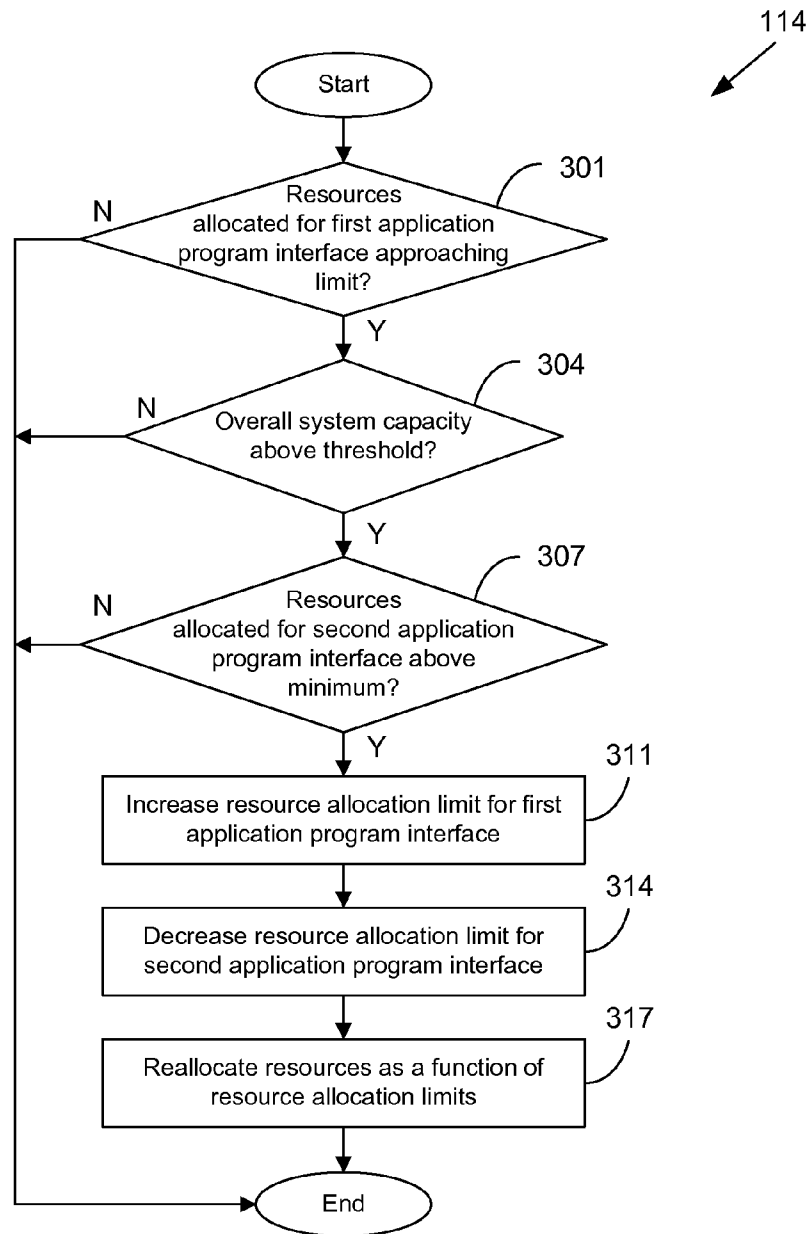 114
Start
301
N
Resources
allocated for first application
program interface approaching
limit?
Y
304
N
Overall system capacity
above threshold?
Y
307
N
Resources
allocated for second application
program interface above
minimum?
Y
311
Increase resource allocation limit for first
application program interface
314
Decrease resource allocation limit for
second application program interface
317
Reallocate resources as a function of
resource allocation limits
End